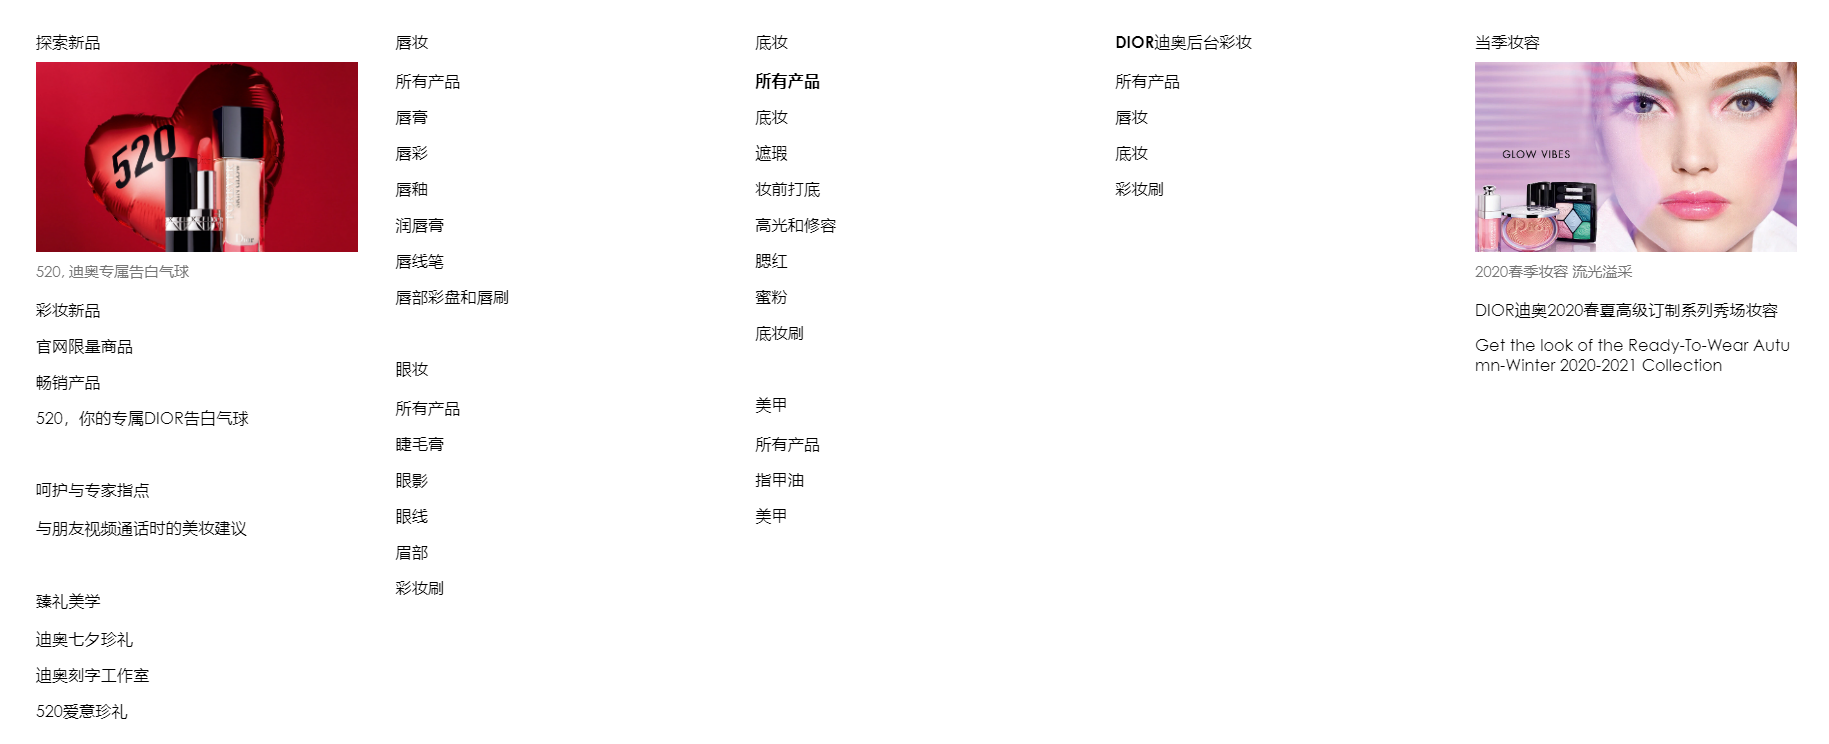 探索新品
520
520, 迪奥专属告白气球
彩妆新品
官网限量商品
畅销产品
520，你的专属DIOR告白气球
呵护与专家指点
与朋友视频通话时的美妆建议
臻礼美学
迪奥七夕珍礼
迪奥刻字工作室
520爱意珍礼
唇妆
所有产品
唇膏
唇彩
唇釉
润唇膏
唇线笔
唇部彩盘和唇刷
眼妆
所有产品
睫毛膏
眼影
眼线
眉部
彩妆刷
底妆
所有产品
底妆
遮瑕
妆前打底
高光和修容
腮红
蜜粉
底妆刷
美甲
所有产品
指甲油
美甲
DIOR迪奥后台彩妆
所有产品
唇妆
底妆
彩妆刷
当季妆容
GLOW VIBES
2020春季妆容 流光溢采
DIOR迪奥2020春夏高级订制系列秀场妆容
Get the look of the Ready-To-Wear Autu
mn-Winter 2020-2021 Collection